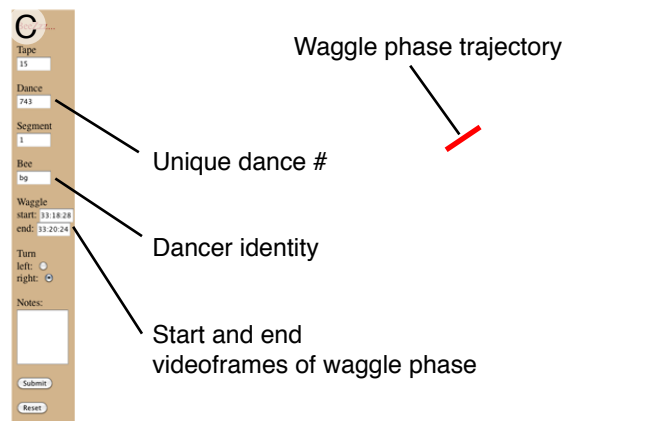 C
Tape
15
Dance
743
Segment
1
Bee
bg
Waggle
start: 33:18:28
end: 33:20:24
Turn
left:
right:
Notes:
Submit
Reset
Waggle phase trajectory
Unique dance #
Dancer identity
Start and end
videoframes of waggle phase